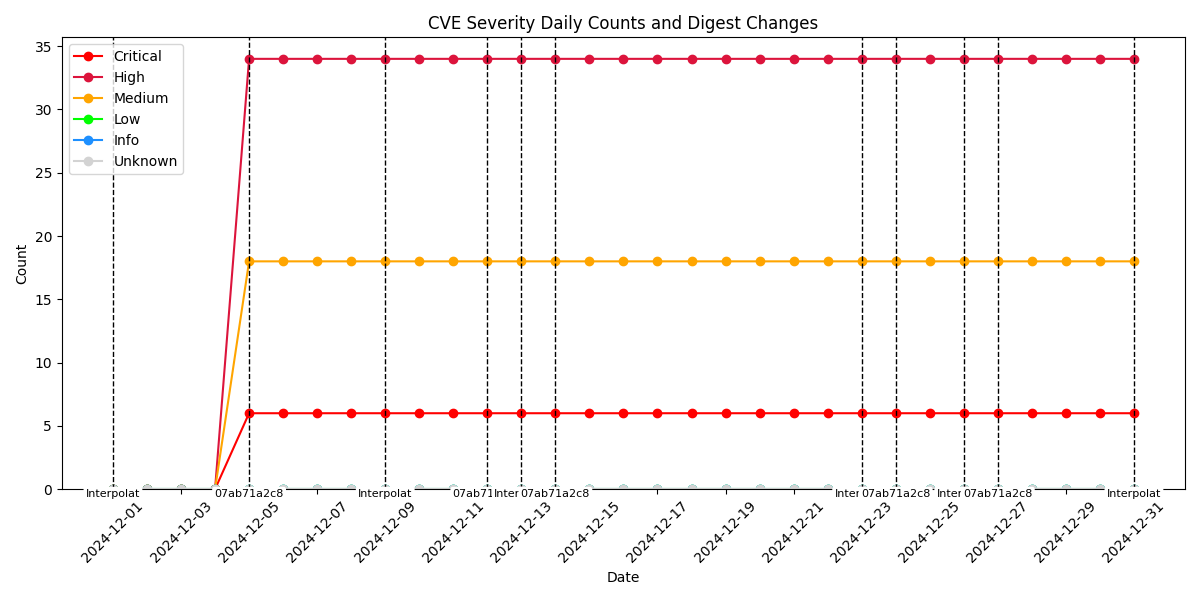 CVE Severity Daily Counts and Digest Changes
Critical
High
Medium
Low
Info
Unknown
Count
35
30
25
20
15
10
5
0
Interpolat
07ab71a2c8
Interpolat
07ab71
Inter
07ab71a2c8
Inter
07ab71a2c8
Inter
07ab71a2c8
Interpolat
2024-12-01
2024-12-03
2024-12-05
2024-12-07
2024-12-09
2024-12-11
2024-12-13
2024-12-15
2024-12-17
2024-12-19
2024-12-21
2024-12-23
2024-12-25
2024-12-27
2024-12-29
2024-12-31
Date